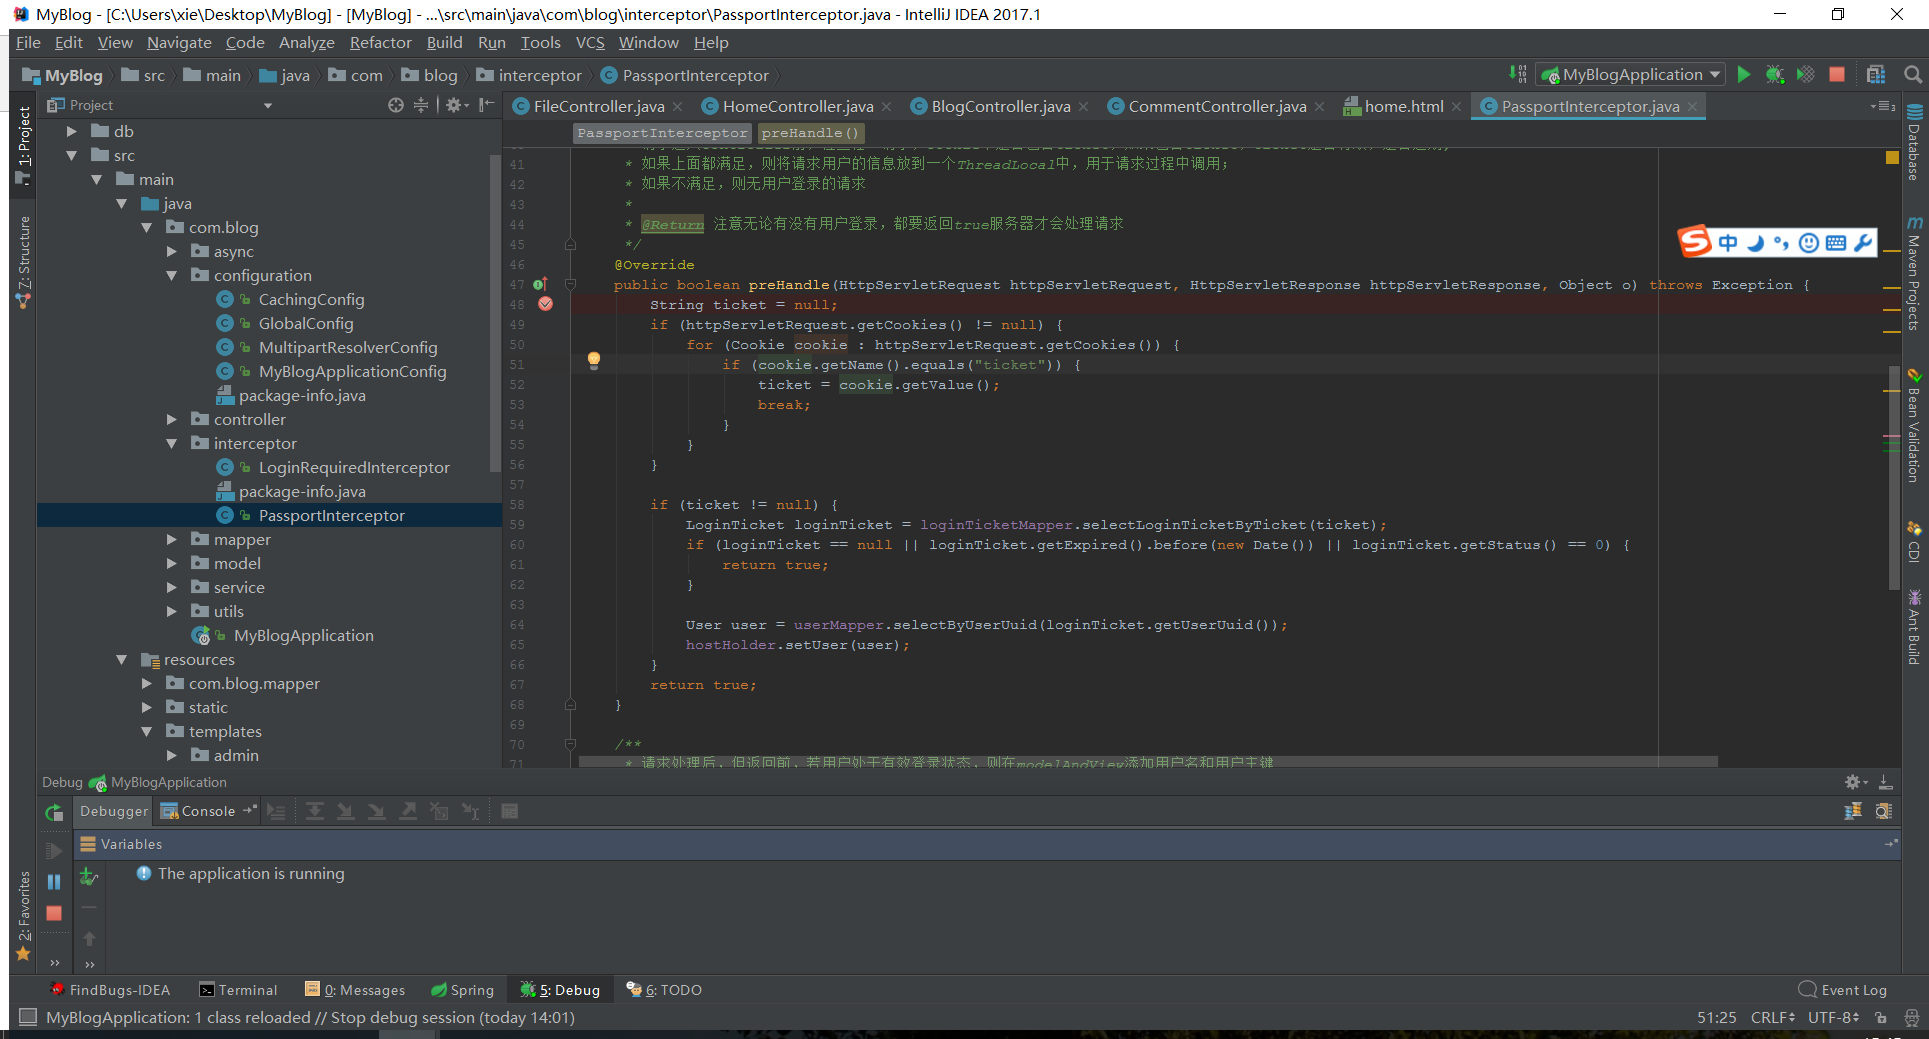 MyBlog - [C:\Users\xie\Desktop\MyBlog] - [MyBlog] - ...\src\main\java\com\blog\interceptor\PassportInterceptor.java - IntelliJ IDEA 2017.1
File Edit View Navigate Code Analyze Refactor Build Run Tools VCS Window Help
MyBlog src main java com blog interceptor PassportInterceptor
MyBlogApplication
Project
FileController.java HomeController.java BlogController.java CommentController.java home.html PassportInterceptor.java
PassportInterceptor preHandle()
1: Project
Z: Structure
2: Favorites
db
src
main
java
com.blog
async
configuration
CachingConfig
GlobalConfig
MultipartResolverConfig
MyBlogApplicationConfig
package-info.java
controller
interceptor
LoginRequiredInterceptor
package-info.java
PassportInterceptor
mapper
model
service
utils
MyBlogApplication
resources
com.blog.mapper
static
templates
admin
41 * 如果上面都满足，则将请求用户的信息放到一个ThreadLocal中，用于请求过程中调用；
42 * 如果不满足，则无用户登录的请求
43 *
44 * @Return 注意无论有没有用户登录，都要返回true服务器才会处理请求
45 */
46 @Override
47 public boolean preHandle(HttpServletRequest httpServletRequest, HttpServletResponse httpServletResponse, Object o) throws Exception {
48 String ticket = null;
49 if (httpServletRequest.getCookies() != null) {
50 for (Cookie cookie : httpServletRequest.getCookies()) {
51 if (cookie.getName().equals("ticket")) {
52 ticket = cookie.getValue();
53 break;
54 }
55 }
56 }
57
58 if (ticket != null) {
59 LoginTicket loginTicket = loginTicketMapper.selectLoginTicketByTicket(ticket);
60 if (loginTicket == null || loginTicket.getExpired().before(new Date()) || loginTicket.getStatus() == 0) {
61 return true;
62 }
63
64 User user = userMapper.selectByUserUuid(loginTicket.getUserUuid());
65 hostHolder.setUser(user);
66 }
67 return true;
68 }
69
70 /**
71 * 请求处理后，但返回前，若用户处于有效登录状态，则在modelAndView添加用户名和用户主键
中
Database
Maven Projects
Bean Validation
CDI
Ant Build
Debug MyBlogApplication
Debugger Console
Variables
The application is running
FindBugs-IDEA Terminal 0: Messages Spring 5: Debug 6: TODO Event Log
MyBlogApplication: 1 class reloaded // Stop debug session (today 14:01) 51:25 CRLF UTF-8